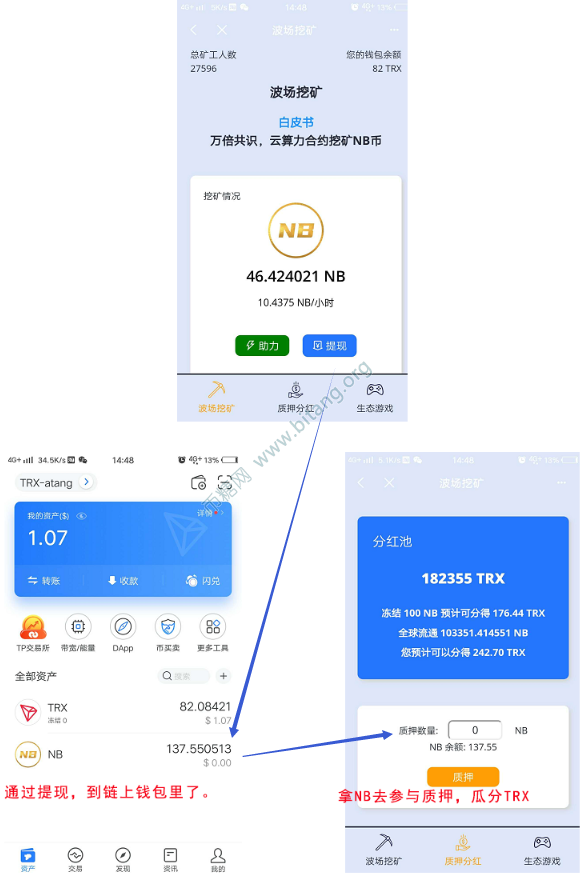 14:48
波场挖矿
总矿工人数
您的钱包余额
27596
82 TRX
波场挖矿
白皮书
万倍共识，云算力合约挖矿NB币
挖矿情况
NB
46.424021 NB
10.4375 NB/小时
助力
提现
波场挖矿
质押分红
生态游戏
币糖网 www.bitang.org
4G+ 34.5K/s
14:48
4G+ 13%
TRX-atang
我的资产($)
详情
1.07
转账
收款
闪兑
TP交易所
带宽/能量
DApp
币买卖
更多工具
全部资产
搜索
TRX
82.08421
冻结 0
$ 1.07
NB
NB
137.550513
$ 0.00
通过提现，到链上钱包里了。
资产
交易
发现
资讯
我的
14:48
13%
波场挖矿
分红池
182355 TRX
冻结 100 NB 预计可分得 176.44 TRX
全球流通 103351.414551 NB
您预计可以分得 242.70 TRX
质押数量:
0
NB
NB 余额: 137.55
质押
拿NB去参与质押，瓜分TRX
波场挖矿
质押分红
生态游戏